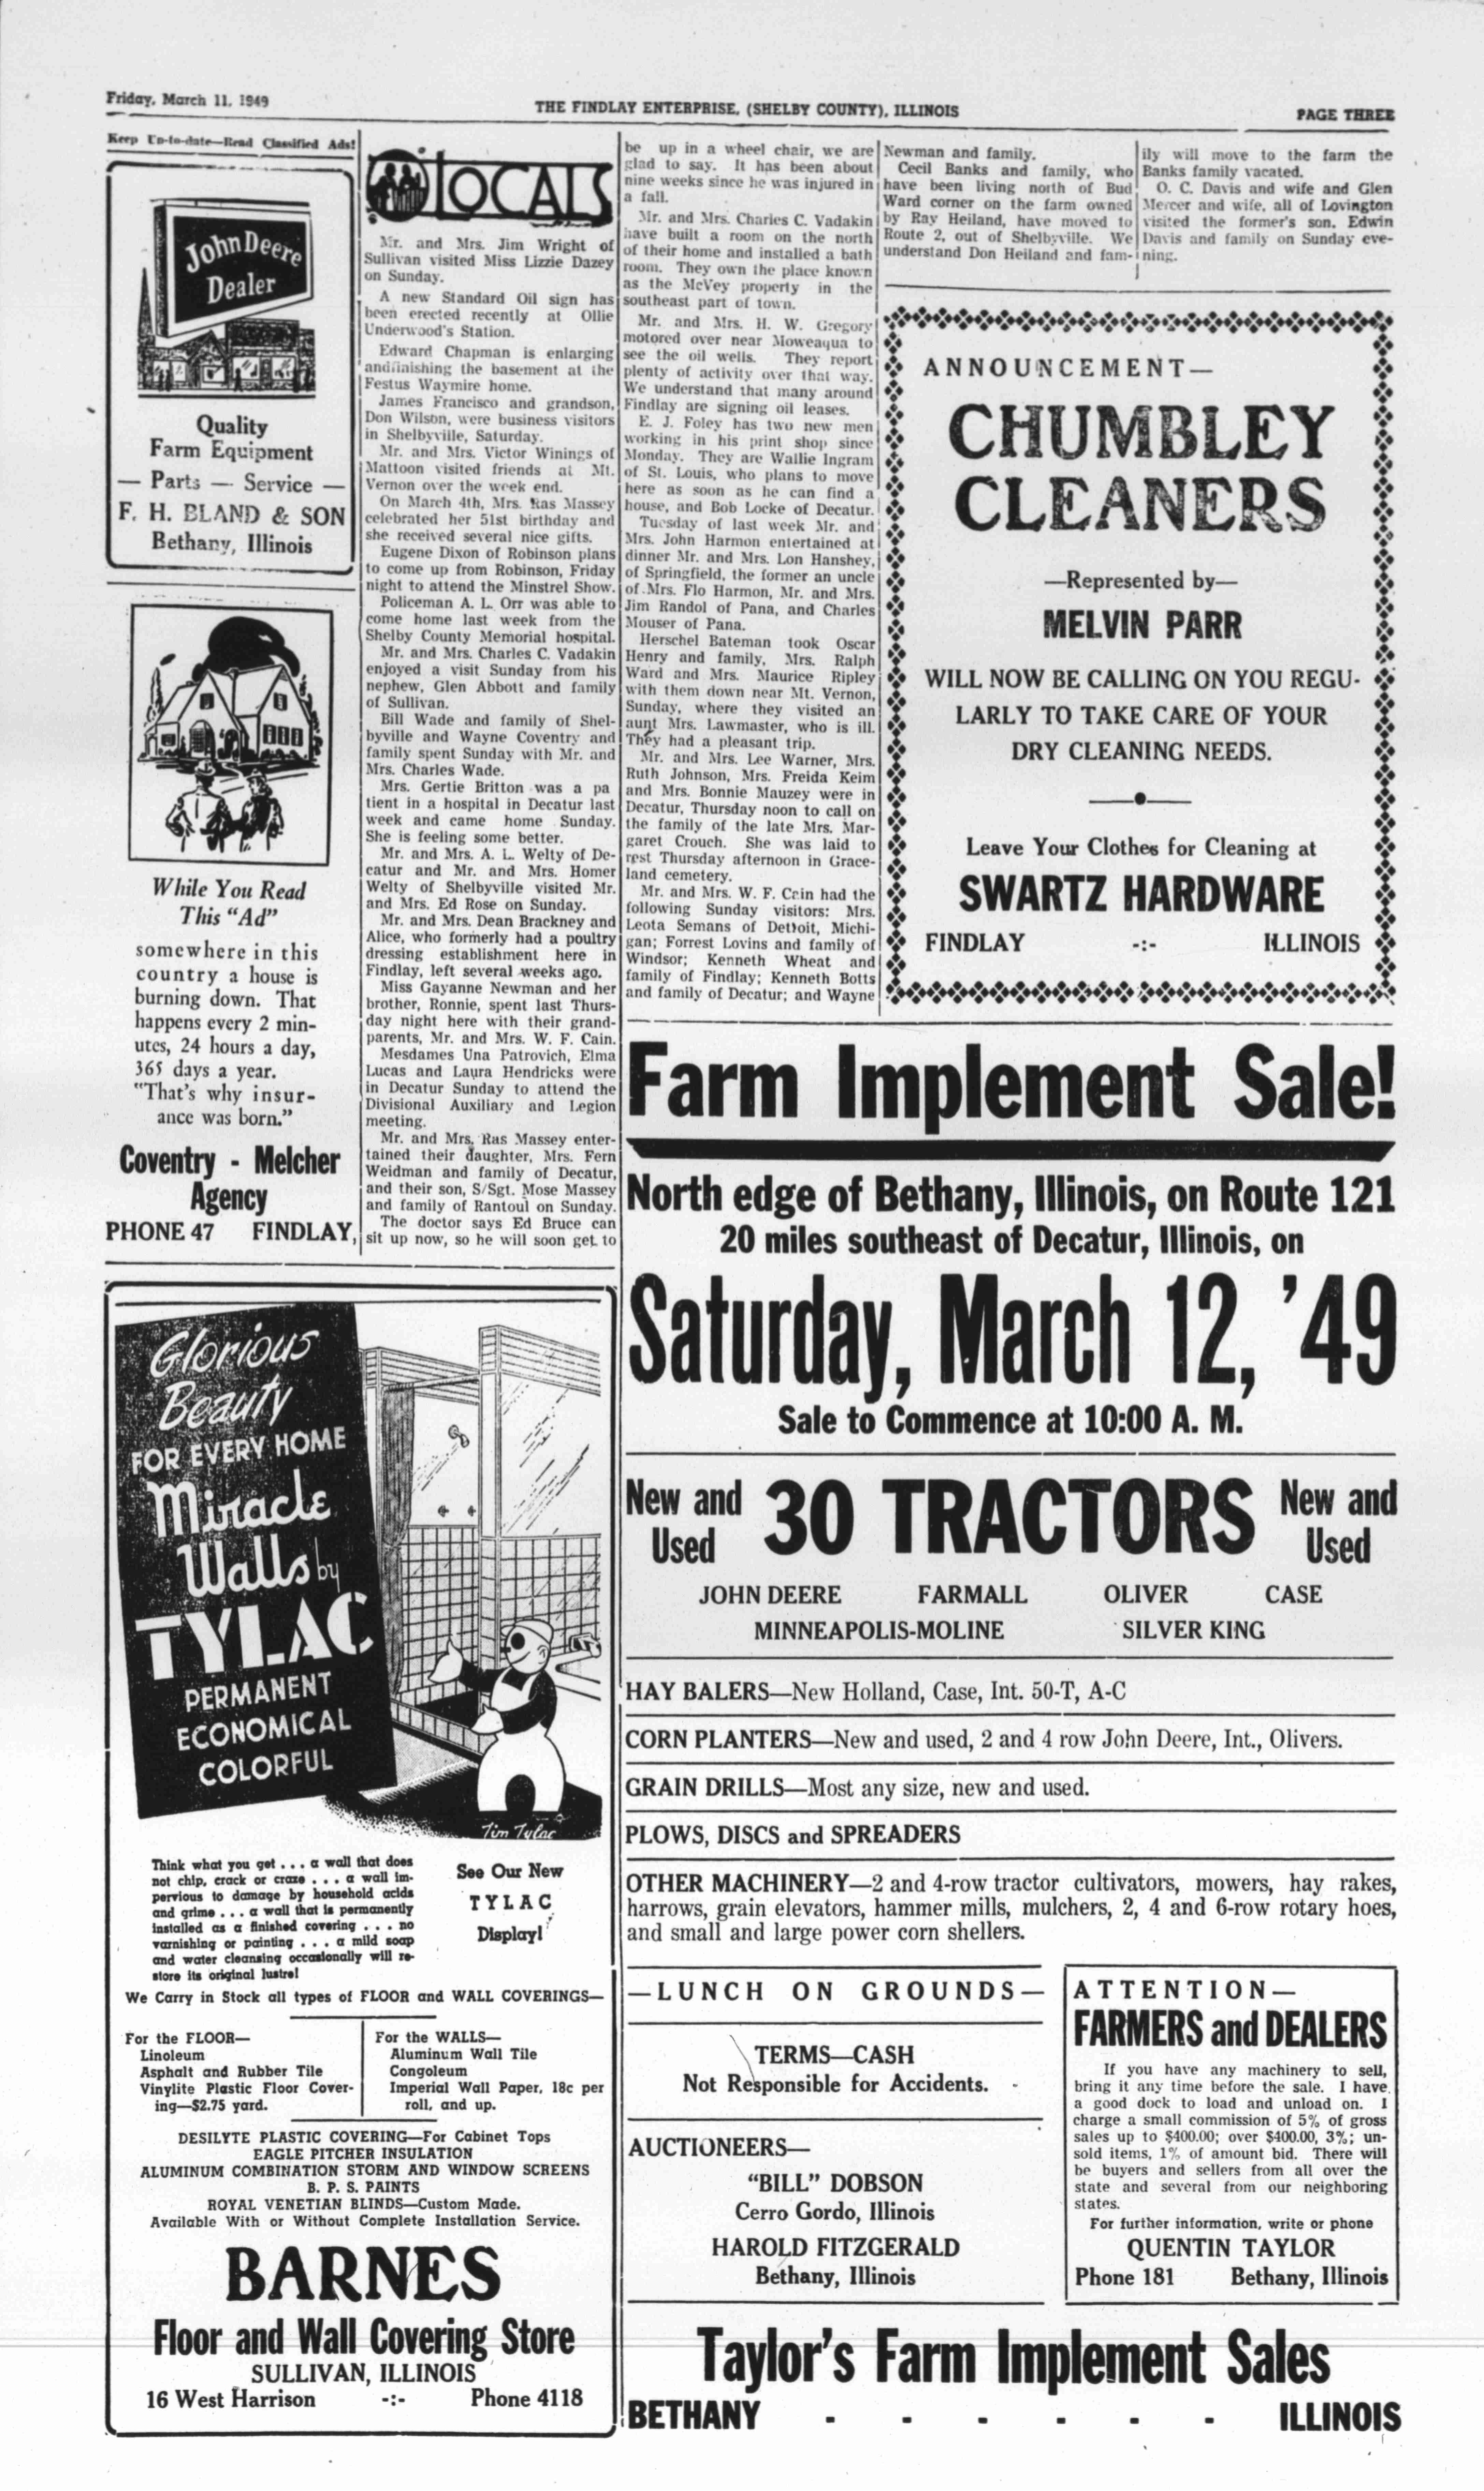 Friday, March 11, 1949
THE FINDLAY ENTERPRISE, (SHELBY COUNTY), ILLINOIS
PAGE THREE
Keep Up-to-date—Read Classified Ads!
John Deere
Dealer
Quality
Farm Equipment
— Parts — Service —
F. H. BLAND & SON
Bethany, Illinois
While You Read
This "Ad"
somewhere in this
country a house is
burning down. That
happens every 2 min-
utes, 24 hours a day,
365 days a year.
"That's why insur-
ance was born."
Coventry - Melcher
Agency
PHONE 47 FINDLAY,
LOCALS
Mr. and Mrs. Jim Wright of
Sullivan visited Miss Lizzie Dazey
on Sunday.
A new Standard Oil sign has
been erected recently at Ollie
Underwood's Station.
Edward Chapman is enlarging
andfinishing the basement at the
Festus Waymire home.
James Francisco and grandson,
Don Wilson, were business visitors
in Shelbyville, Saturday.
Mr. and Mrs. Victor Winings of
Mattoon visited friends at Mt.
Vernon over the week end.
On March 4th, Mrs. Ras Massey
celebrated her 51st birthday and
she received several nice gifts.
Eugene Dixon of Robinson plans
to come up from Robinson, Friday
night to attend the Minstrel Show.
Policeman A. L. Orr was able to
come home last week from the
Shelby County Memorial hospital.
Mr. and Mrs. Charles C. Vadakin
enjoyed a visit Sunday from his
nephew, Glen Abbott and family
of Sullivan.
Bill Wade and family of Shel-
byville and Wayne Coventry and
family spent Sunday with Mr. and
Mrs. Charles Wade.
Mrs. Gertie Britton was a pa
tient in a hospital in Decatur last
week and came home Sunday.
She is feeling some better.
Mr. and Mrs. A. L. Welty of De-
catur and Mr. and Mrs. Homer
Welty of Shelbyville visited Mr.
and Mrs. Ed Rose on Sunday.
Mr. and Mrs. Dean Brackney and
Alice, who formerly had a poultry
dressing establishment here in
Findlay, left several weeks ago.
Miss Gayanne Newman and her
brother, Ronnie, spent last Thurs-
day night here with their grand-
parents, Mr. and Mrs. W. F. Cain.
Mesdames Una Patrovich, Elma
Lucas and Laura Hendricks were
in Decatur Sunday to attend the
Divisional Auxiliary and Legion
meeting.
Mr. and Mrs. Ras Massey enter-
tained their daughter, Mrs. Fern
Weidman and family of Decatur,
and their son, S/Sgt. Mose Massey
and family of Rantoul on Sunday.
The doctor says Ed Bruce can
sit up now, so he will soon get to
be up in a wheel chair, we are
glad to say. It has been about
nine weeks since he was injured in
a fall.
Mr. and Mrs. Charles C. Vadakin
have built a room on the north
of their home and installed a bath
room. They own the place known
as the McVey property in the
southeast part of town.
Mr. and Mrs. H. W. Gregory
motored over near Moweaqua to
see the oil wells. They report
plenty of activity over that way.
We understand that many around
Findlay are signing oil leases.
E. J. Foley has two new men
working in his print shop since
Monday. They are Wallie Ingram
of St. Louis, who plans to move
here as soon as he can find a
house, and Bob Locke of Decatur.
Tuesday of last week Mr. and
Mrs. John Harmon entertained at
dinner Mr. and Mrs. Lon Hanshey,
of Springfield, the former an uncle
of Mrs. Flo Harmon, Mr. and Mrs.
Jim Randol of Pana, and Charles
Mouser of Pana.
Herschel Bateman took Oscar
Henry and family, Mrs. Ralph
Ward and Mrs. Maurice Ripley
with them down near Mt. Vernon,
Sunday, where they visited an
aunt Mrs. Lawmaster, who is ill.
They had a pleasant trip.
Mr. and Mrs. Lee Warner, Mrs.
Ruth Johnson, Mrs. Freida Keim
and Mrs. Bonnie Mauzey were in
Decatur, Thursday noon to call on
the family of the late Mrs. Mar-
garet Crouch. She was laid to
rest Thursday afternoon in Grace-
land cemetery.
Mr. and Mrs. W. F. Cain had the
following Sunday visitors: Mrs.
Leota Semans of Detroit, Michi-
gan; Forrest Lovins and family of
Windsor; Kenneth Wheat and
family of Findlay; Kenneth Botts
and family of Decatur; and Wayne
Newman and family.
Cecil Banks and family, who
have been living north of Bud
Ward corner on the farm owned
by Ray Heiland, have moved to
Route 2, out of Shelbyville. We
understand Don Heiland and fam-
ily will move to the farm the
Banks family vacated.
O. C. Davis and wife and Glen
Mercer and wife, all of Lovington
visited the former's son, Edwin
Davis and family on Sunday eve-
ning.
ANNOUNCEMENT—
CHUMBLEY
CLEANERS
—Represented by—
MELVIN PARR
WILL NOW BE CALLING ON YOU REGU-
LARLY TO TAKE CARE OF YOUR
DRY CLEANING NEEDS.
Leave Your Clothes for Cleaning at
SWARTZ HARDWARE
FINDLAY -:- ILLINOIS
Farm Implement Sale!
North edge of Bethany, Illinois, on Route 121
20 miles southeast of Decatur, Illinois, on
Saturday, March 12, '49
Sale to Commence at 10:00 A. M.
New and Used 30 TRACTORS New and Used
JOHN DEERE FARMALL OLIVER CASE
MINNEAPOLIS-MOLINE SILVER KING
HAY BALERS—New Holland, Case, Int. 50-T, A-C
CORN PLANTERS—New and used, 2 and 4 row John Deere, Int., Olivers.
GRAIN DRILLS—Most any size, new and used.
PLOWS, DISCS and SPREADERS
OTHER MACHINERY—2 and 4-row tractor cultivators, mowers, hay rakes,
harrows, grain elevators, hammer mills, mulchers, 2, 4 and 6-row rotary hoes,
and small and large power corn shellers.
—LUNCH ON GROUNDS—
TERMS—CASH
Not Responsible for Accidents.
AUCTIONEERS—
"BILL" DOBSON
Cerro Gordo, Illinois
HAROLD FITZGERALD
Bethany, Illinois
ATTENTION—
FARMERS and DEALERS
If you have any machinery to sell,
bring it any time before the sale. I have
a good dock to load and unload on. I
charge a small commission of 5% of gross
sales up to $400.00; over $400.00, 3%; un-
sold items, 1% of amount bid. There will
be buyers and sellers from all over the
state and several from our neighboring
states.
For further information, write or phone
QUENTIN TAYLOR
Phone 181 Bethany, Illinois
Taylor's Farm Implement Sales
BETHANY - - - - - - ILLINOIS
Glorious
Beauty
FOR EVERY HOME
Miracle
Walls by
TYLAC
PERMANENT
ECONOMICAL
COLORFUL
Tim Tylac
Think what you get . . . a wall that does
not chip, crack or craze . . . a wall im-
pervious to damage by household acids
and grime . . . a wall that is permanently
installed as a finished covering . . . no
varnishing or painting . . . a mild soap
and water cleansing occasionally will re-
store its original lustre!
See Our New
TYLAC
Display!
We Carry in Stock all types of FLOOR and WALL COVERINGS—
For the FLOOR—
Linoleum
Asphalt and Rubber Tile
Vinylite Plastic Floor Cover-
ing—$2.75 yard.
For the WALLS—
Aluminum Wall Tile
Congoleum
Imperial Wall Paper, 18c per
roll, and up.
DESILYTE PLASTIC COVERING—For Cabinet Tops
EAGLE PITCHER INSULATION
ALUMINUM COMBINATION STORM AND WINDOW SCREENS
B. P. S. PAINTS
ROYAL VENETIAN BLINDS—Custom Made.
Available With or Without Complete Installation Service.
BARNES
Floor and Wall Covering Store
SULLIVAN, ILLINOIS
16 West Harrison -:- Phone 4118